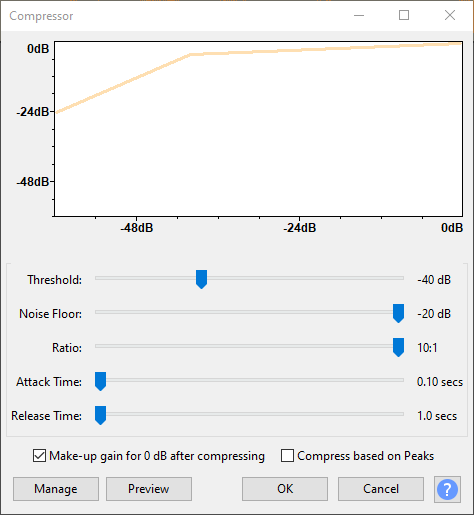 Compressor
0dB
-24dB
-48dB
-48dB -24dB 0dB
Threshold: -40 dB
Noise Floor: -20 dB
Ratio: 10:1
Attack Time: 0.10 secs
Release Time: 1.0 secs
Make-up gain for 0 dB after compressing Compress based on Peaks
Manage Preview OK Cancel ?